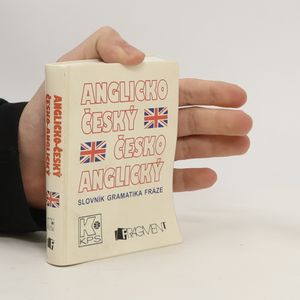 ANGLICKO
ČESKÝ
ČESKO
ANGLICKÝ
SLOVNÍK GRAMATIKA FRÁZE
K
KPS
FRAGMENT
ANGLICKO-ČESKÝ
ČESKO-ANGLICKÝ